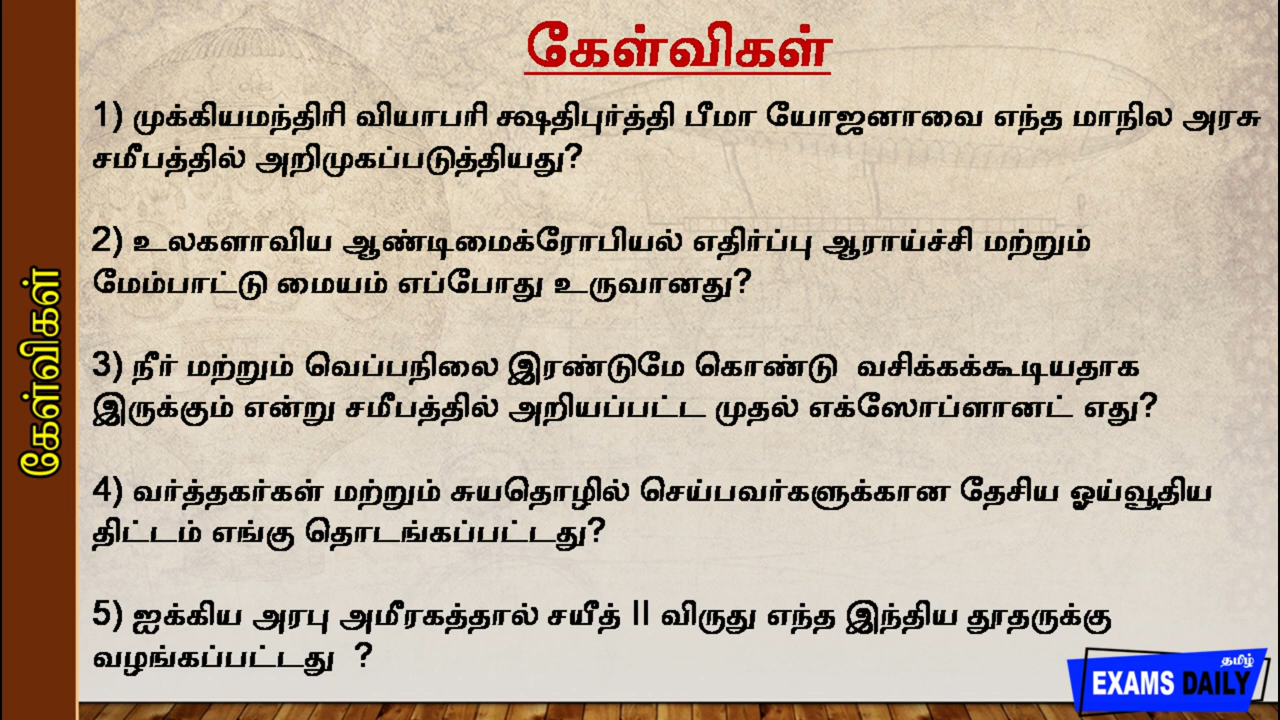 கேள்விகள்
கேள்விகள்
1) முக்கியமந்திரி வியாபரி க்ஷதிபுர்த்தி பீமா யோஜனாவை எந்த மாநில அரசு
சமீபத்தில் அறிமுகப்படுத்தியது?
2) உலகளாவிய ஆண்டிமைக்ரோபியல் எதிர்ப்பு ஆராய்ச்சி மற்றும்
மேம்பாட்டு மையம் எப்போது உருவானது?
3) நீர் மற்றும் வெப்பநிலை இரண்டுமே கொண்டு வசிக்கக்கூடியதாக
இருக்கும் என்று சமீபத்தில் அறியப்பட்ட முதல் எக்ஸோப்ளானட் எது?
4) வர்த்தகர்கள் மற்றும் சுயதொழில் செய்பவர்களுக்கான தேசிய ஓய்வூதிய
திட்டம் எங்கு தொடங்கப்பட்டது?
5) ஐக்கிய அரபு அமீரகத்தால் சயீத் II விருது எந்த இந்திய தூதருக்கு
வழங்கப்பட்டது ?
தமிழ்
EXAMS DAILY